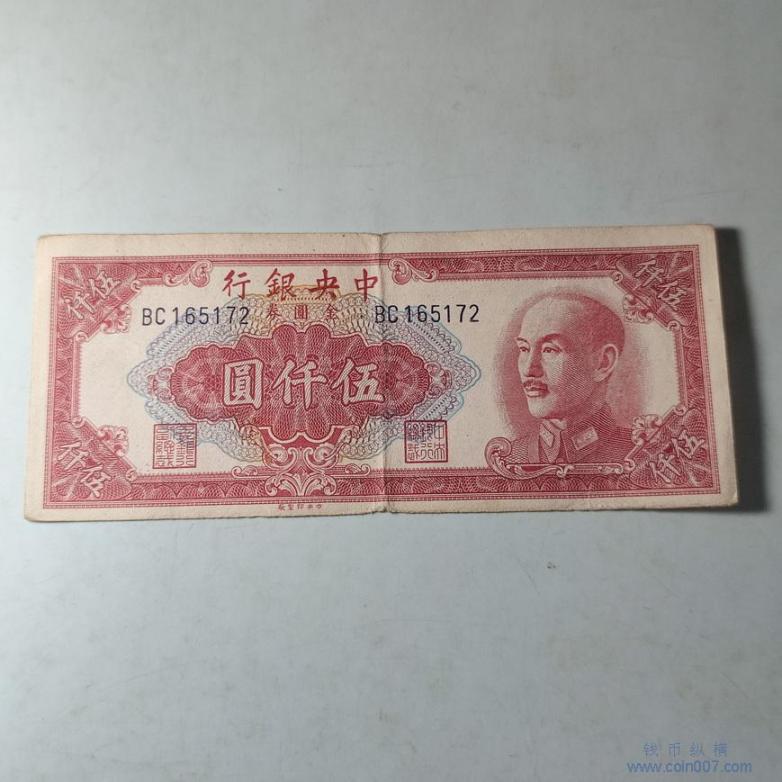 中央銀行
金圓券
BC165172 BC165172
伍仟圓
伍仟
伍仟
伍仟
伍仟
钱币纵横
www.coin007.com